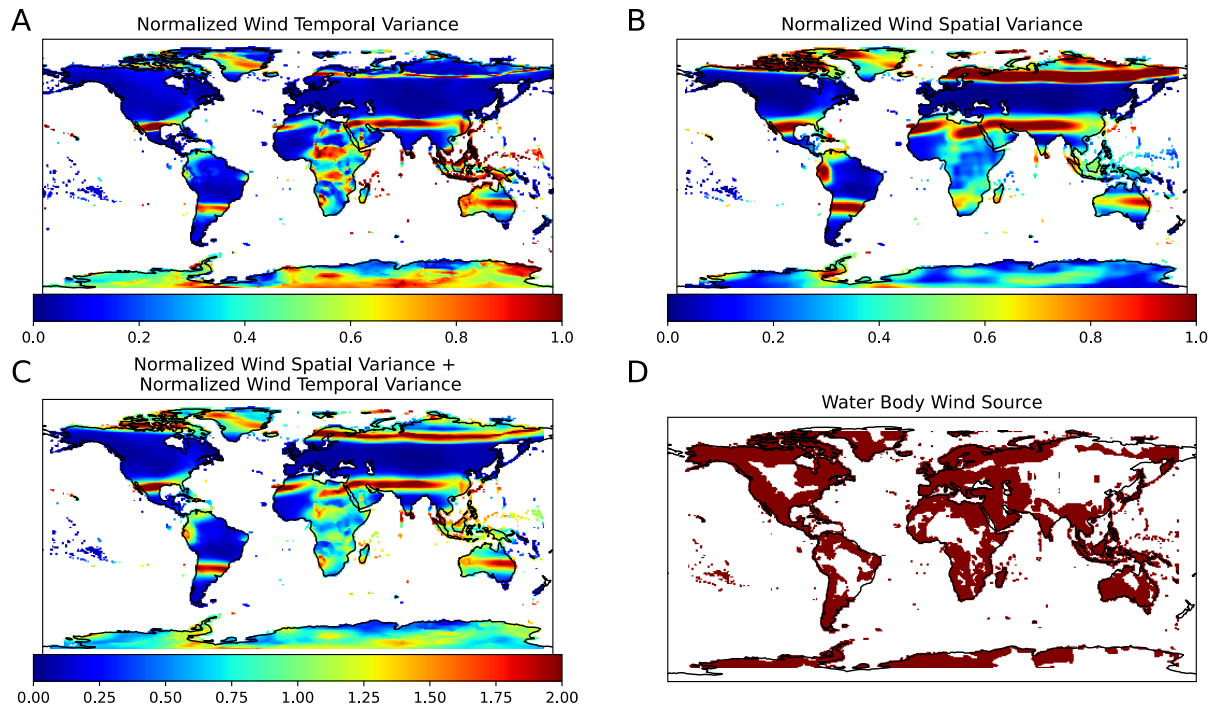 A
Normalized Wind Temporal Variance
0.0 0.2 0.4 0.6 0.8 1.0
B
Normalized Wind Spatial Variance
0.0 0.2 0.4 0.6 0.8 1.0
C
Normalized Wind Spatial Variance +
Normalized Wind Temporal Variance
0.00 0.25 0.50 0.75 1.00 1.25 1.50 1.75 2.00
D
Water Body Wind Source